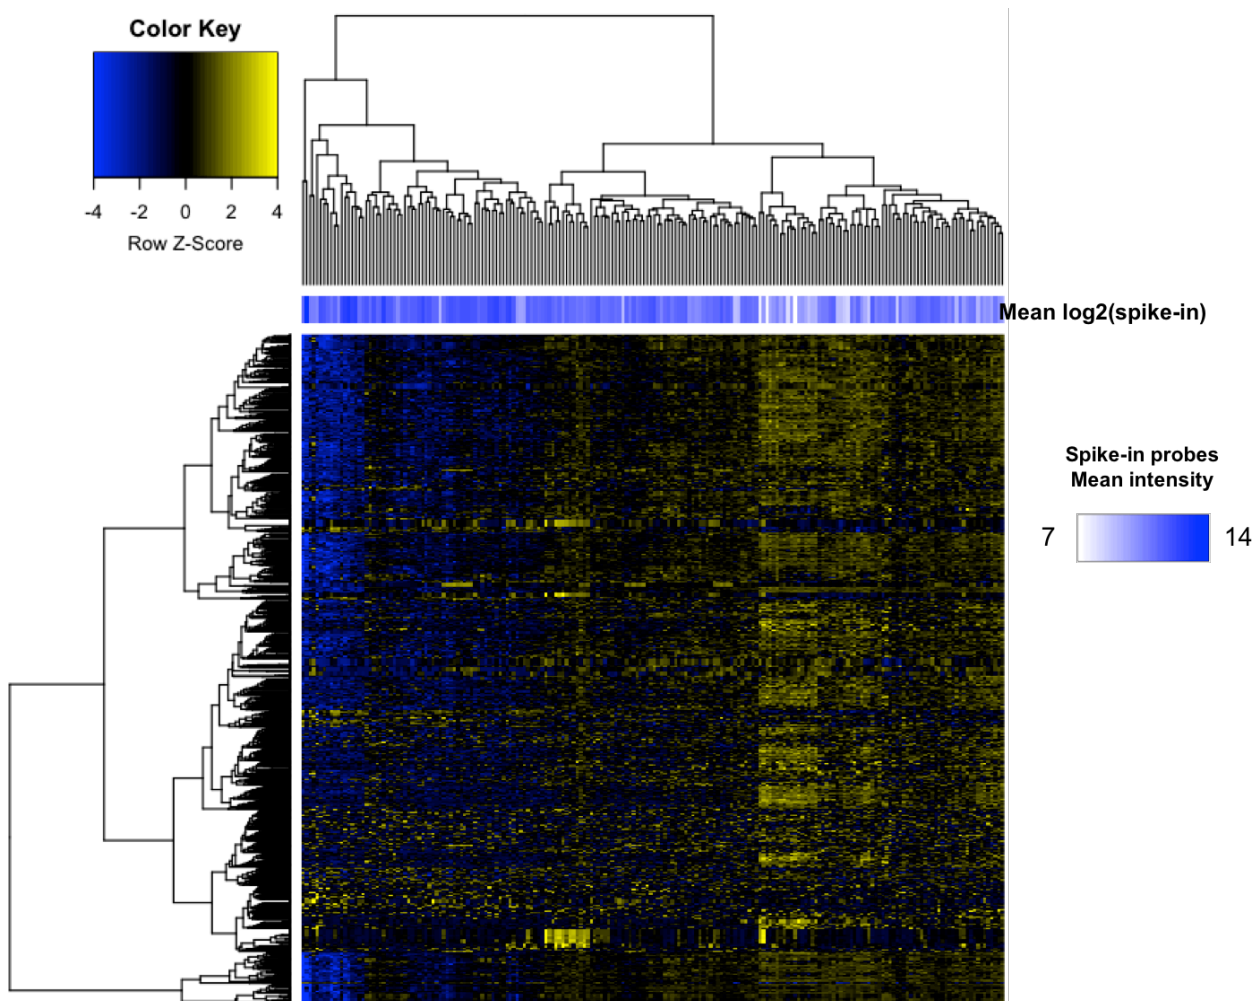 Color Key
-4 -2 0 2 4
Row Z-Score
Mean log2(spike-in)
Spike-in probes
Mean intensity
7 14